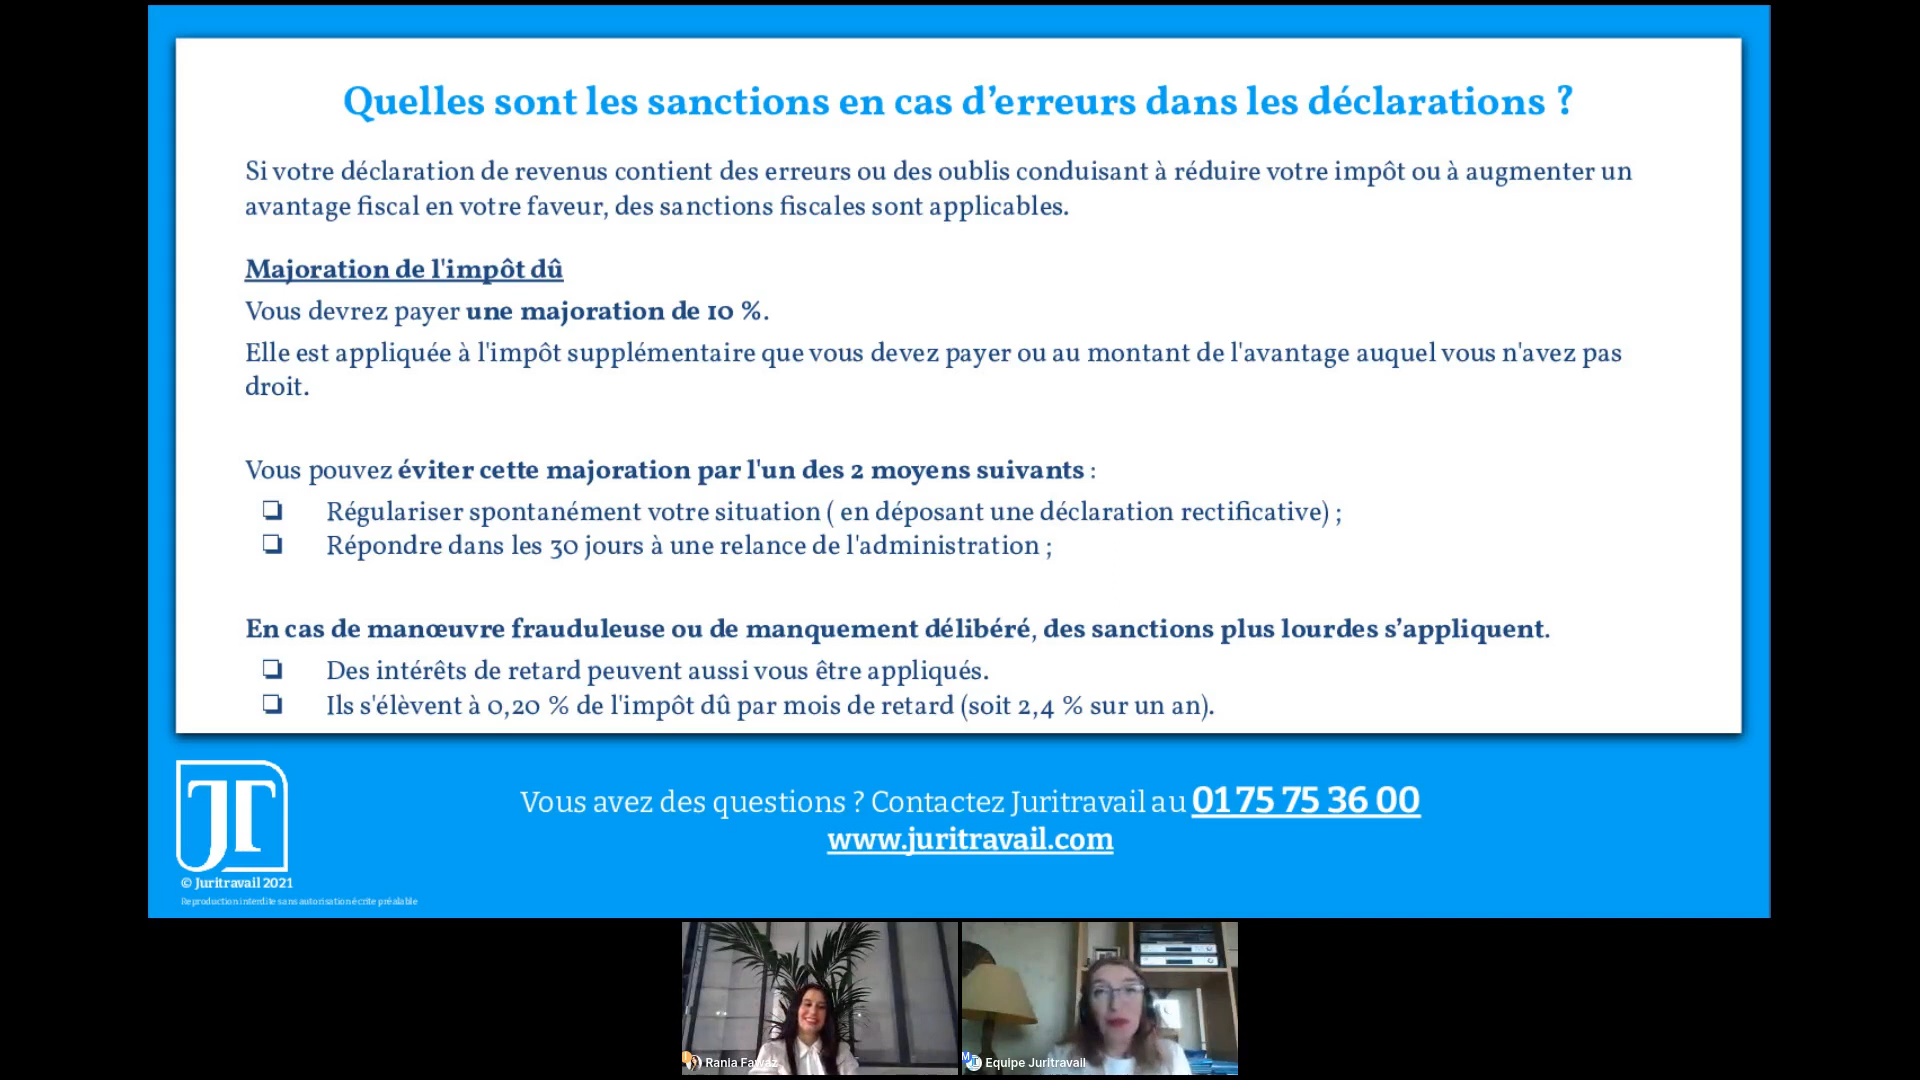 Quelles sont les sanctions en cas d’erreurs dans les déclarations ?
Si votre déclaration de revenus contient des erreurs ou des oublis conduisant à réduire votre impôt ou à augmenter un
avantage fiscal en votre faveur, des sanctions fiscales sont applicables.
Majoration de l'impôt dû
Vous devrez payer une majoration de 10 %.
Elle est appliquée à l'impôt supplémentaire que vous devez payer ou au montant de l'avantage auquel vous n'avez pas
droit.
Vous pouvez éviter cette majoration par l'un des 2 moyens suivants :
❏ Régulariser spontanément votre situation ( en déposant une déclaration rectificative) ;
❏ Répondre dans les 30 jours à une relance de l'administration ;
En cas de manœuvre frauduleuse ou de manquement délibéré, des sanctions plus lourdes s’appliquent.
❏ Des intérêts de retard peuvent aussi vous être appliqués.
❏ Ils s'élèvent à 0,20 % de l'impôt dû par mois de retard (soit 2,4 % sur un an).
JT
Vous avez des questions ? Contactez Juritravail au 01 75 75 36 00
www.juritravail.com
© Juritravail 2021
Reproduction interdite sans autorisation écrite préalable
Rania Fawaz
Equipe Juritravail